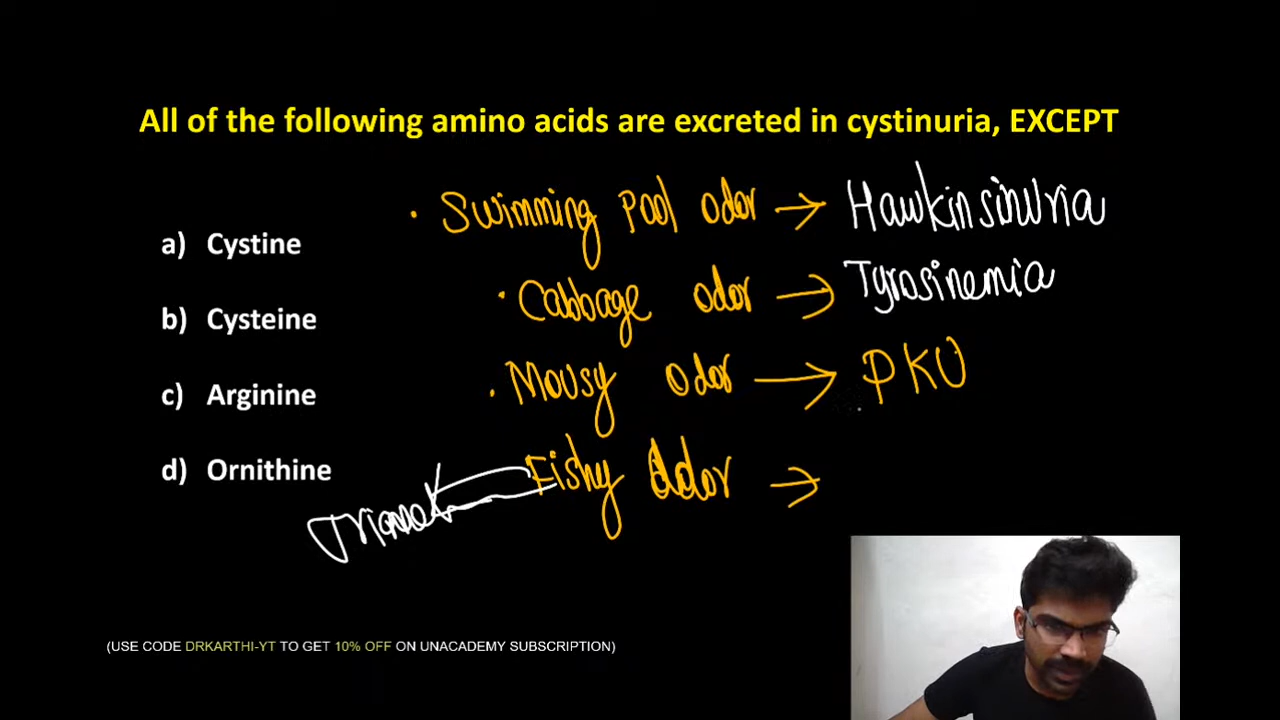 All of the following amino acids are excreted in cystinuria, EXCEPT
• Swimming Pool odor → Hawkinsinuria
a) Cystine
• Cabbage odor → Tyrosinemia
b) Cysteine
• Mousy odor → PKU
c) Arginine
d) Ornithine
Fishy Odor →
(USE CODE DRKARTHI-YT TO GET 10% OFF ON UNACADEMY SUBSCRIPTION)